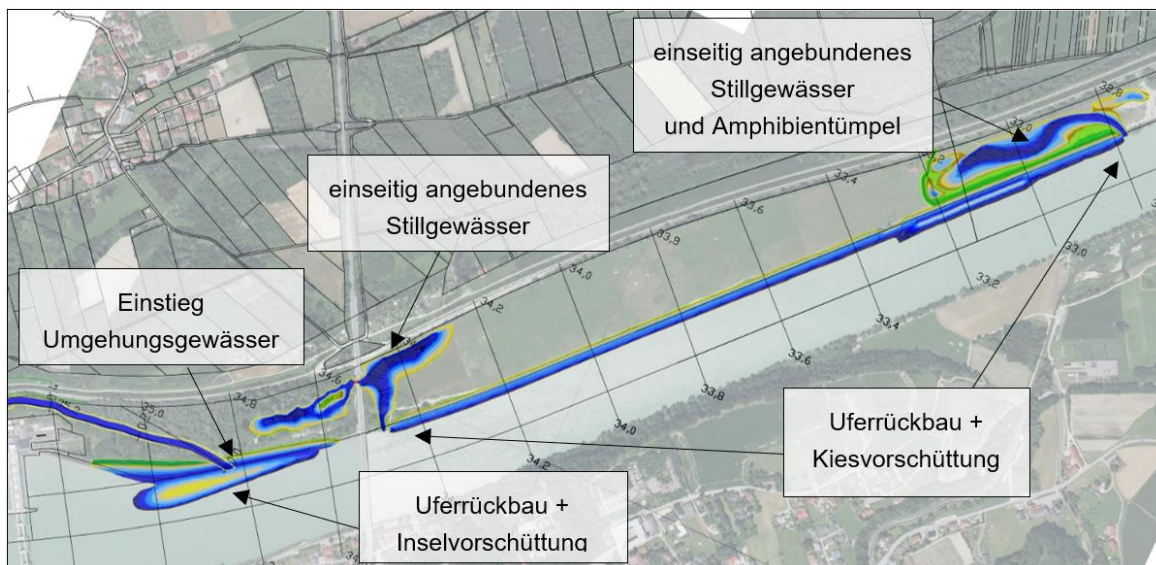 einseitig angebundenes
Stillgewässer
und Amphibientümpel
einseitig angebundenes
Stillgewässer
Einstieg
Umgehungsgewässer
Uferrückbau +
Kiesvorschüttung
Uferrückbau +
Inselvorschüttung
32,8
33,4
33,6
33,8
34,0
34,2
34,6
34,8
35,0
33,0
33,2
33,4
33,6
33,8
34,0
34,2